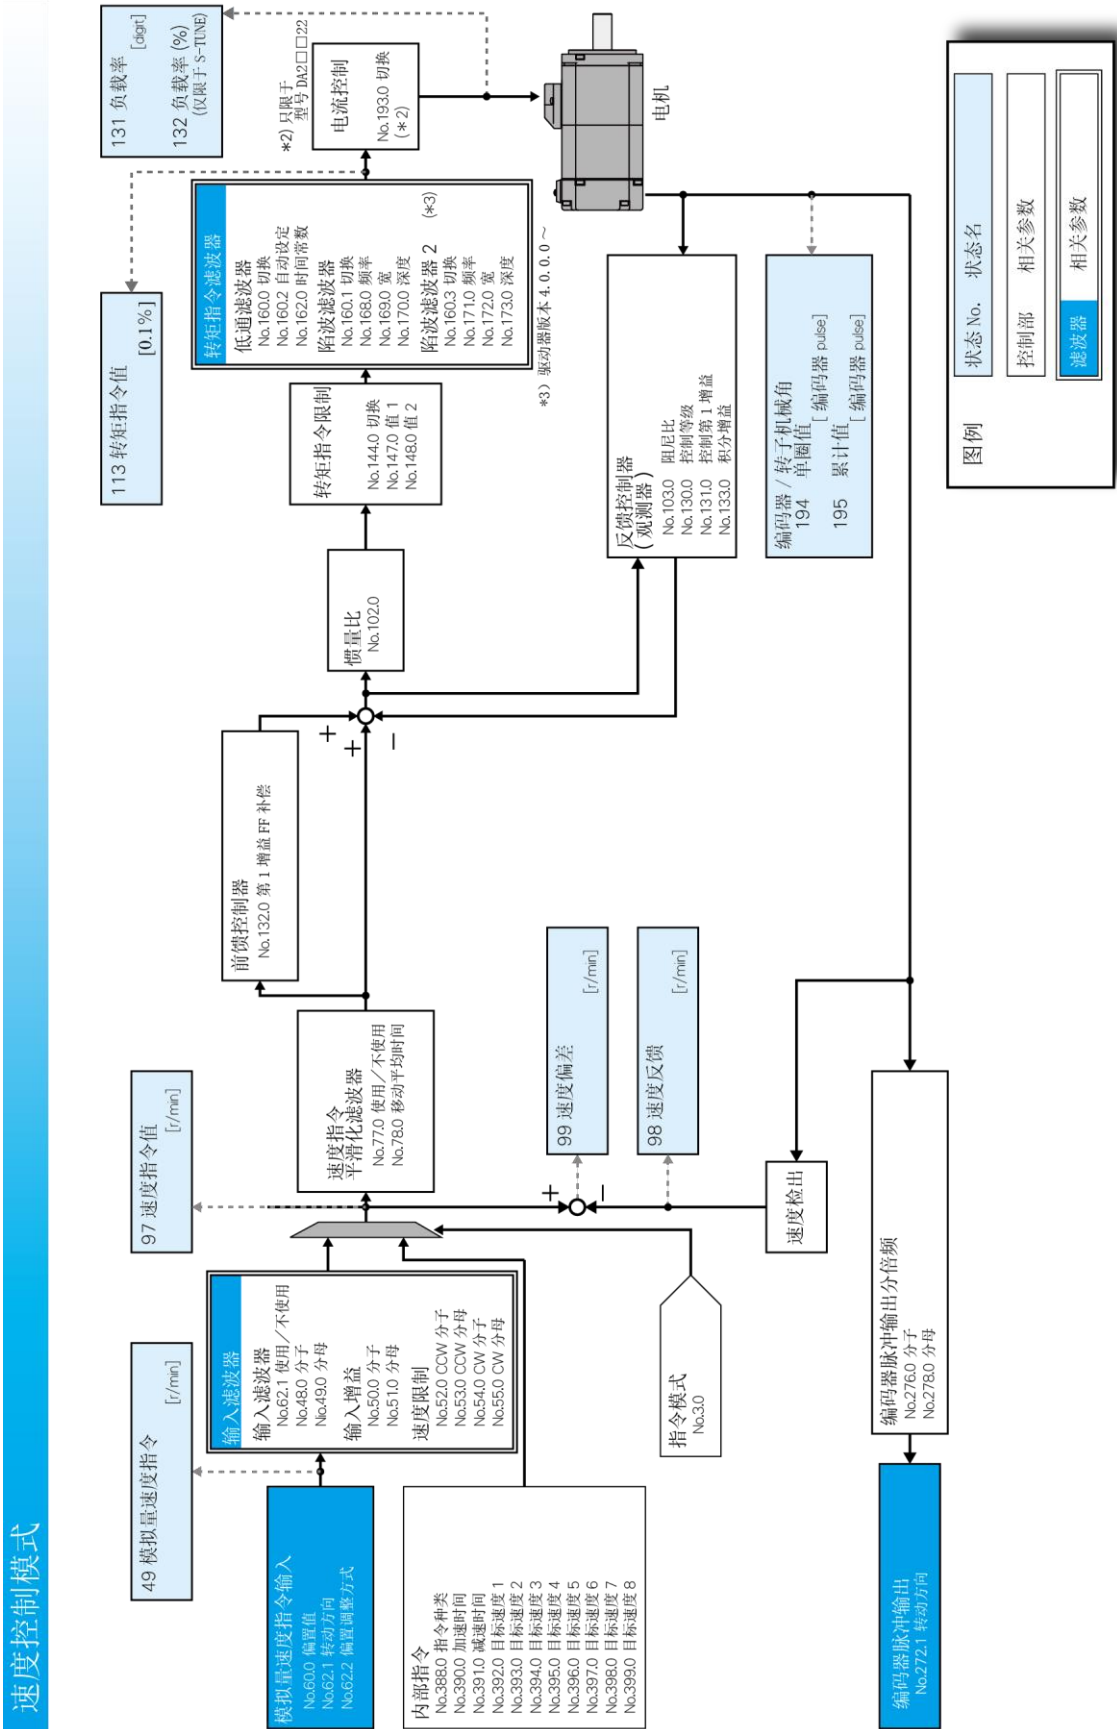 速度控制模式
49 模拟量速度指令
[r/min]
97 速度指令值
[r/min]
113 转矩指令值
[0.1%]
131 负载率
[digit]
132 负载率 (%)
(仅限于 S-TUNE)
模拟量速度指令输入
No.60.0 偏置值
No.62.1 转动方向
No.62.2 偏置调整方式
输入滤波器
输入滤波器
No.62.1 使用/不使用
No.48.0 分子
No.49.0 分母
输入增益
No.50.0 分子
No.51.0 分母
速度限制
No.52.0 CCW 分子
No.53.0 CCW 分母
No.54.0 CW 分子
No.55.0 CW 分母
内部指令
No.388.0 指令种类
No.390.0 加速时间
No.391.0 减速时间
No.392.0 目标速度 1
No.393.0 目标速度 2
No.394.0 目标速度 3
No.395.0 目标速度 4
No.396.0 目标速度 5
No.397.0 目标速度 6
No.398.0 目标速度 7
No.399.0 目标速度 8
指令模式
No.3.0
速度指令
平滑化滤波器
No.77.0 使用/不使用
No.78.0 移动平均时间
前馈控制器
No.132.0 第 1 增益 FF 补偿
+
+
−
惯量比
No.102.0
转矩指令限制
No.144.0 切换
No.147.0 值 1
No.148.0 值 2
转矩指令滤波器
低通滤波器
No.160.0 切换
No.160.2 自动设定
No.162.0 时间常数
陷波滤波器
No.160.1 切换
No.168.0 频率
No.169.0 宽
No.170.0 深度
陷波滤波器 2 (*3)
No.160.3 切换
No.171.0 频率
No.172.0 宽
No.173.0 深度
*3) 驱动器版本 4.0.0.0 ~
*2) 只限于
型号 DA2□□22
电流控制
No.193.0 切换
(*2)
电机
+
−
99 速度偏差
[r/min]
98 速度反馈
[r/min]
速度检出
反馈控制器
(观测器)
No.103.0 阻尼比
No.130.0 控制等级
No.131.0 控制第 1 增益
No.133.0 积分增益
编码器 / 转子机械角
194 单圈值
[编码器 pulse]
195 累计值
[编码器 pulse]
编码器脉冲输出分倍频
No.276.0 分子
No.278.0 分母
编码器脉冲输出
No.272.1 转动方向
图例
状态 No. 状态名
控制部 相关参数
滤波器 相关参数